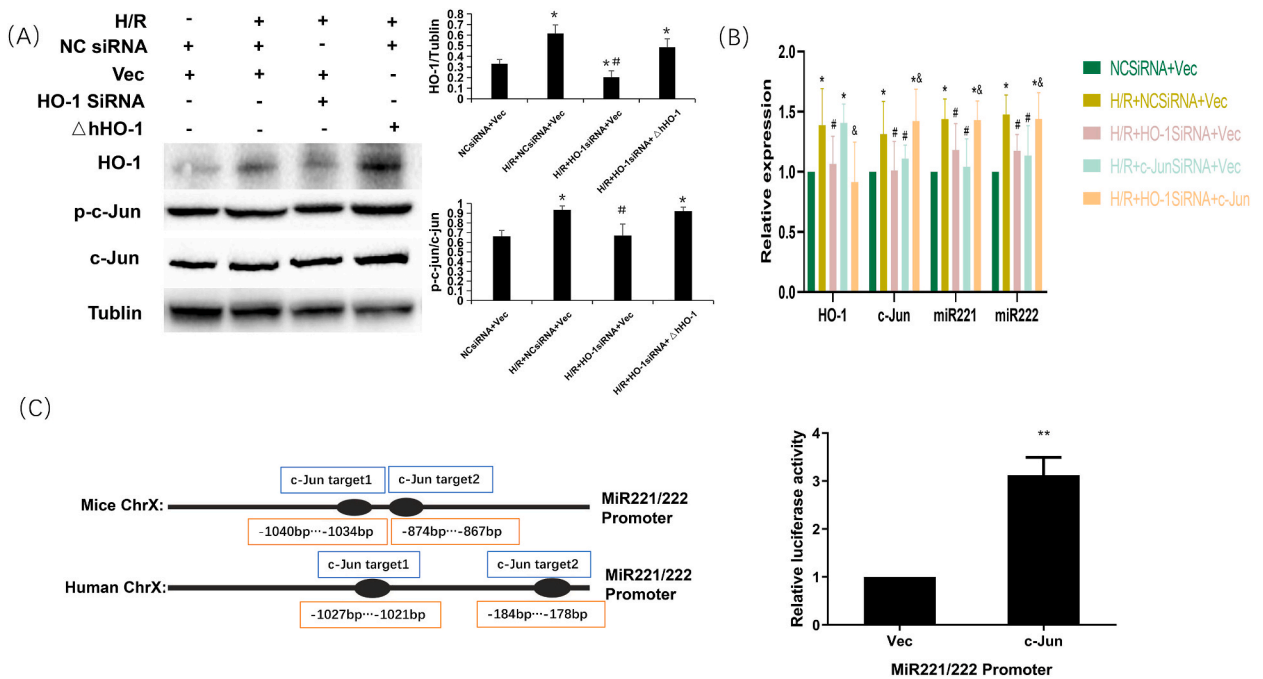 (A)
H/R - + + +
NC siRNA + + - +
Vec + + + -
HO-1 SiRNA - - + -
△hHO-1 - - - +
HO-1
p-c-Jun
c-Jun
Tublin
HO-1/Tublin
0.8
0.7
0.6
0.5
0.4
0.3
0.2
0.1
0
*
*#
*
NCsiRNA+Vec
H/R+NCsiRNA+Vec
H/R+HO-1siRNA+Vec
H/R+HO-1siRNA+△hHO-1
p-c-jun/c-jun
1
0.9
0.8
0.7
0.6
0.5
0.4
0.3
0.2
0.1
0
*
#
*
NCsiRNA+Vec
H/R+NCsiRNA+Vec
H/R+HO-1siRNA+Vec
H/R+HO-1siRNA+△hHO-1
(B)
Relative expression
2.0
1.5
1.0
0.5
0.0
* # * &
* # # *&
* # # *&
* # # *&
HO-1
c-Jun
miR221
miR222
NCSiRNA+Vec
H/R+NCSiRNA+Vec
H/R+HO-1SiRNA+Vec
H/R+c-JunSiRNA+Vec
H/R+HO-1SiRNA+c-Jun
(C)
c-Jun target1
c-Jun target2
Mice ChrX:
MiR221/222
Promoter
-1040bp···-1034bp
-874bp···-867bp
c-Jun target1
c-Jun target2
Human ChrX:
MiR221/222
Promoter
-1027bp···-1021bp
-184bp···-178bp
Relative luciferase activity
4
3
2
1
0
**
Vec
c-Jun
MiR221/222 Promoter